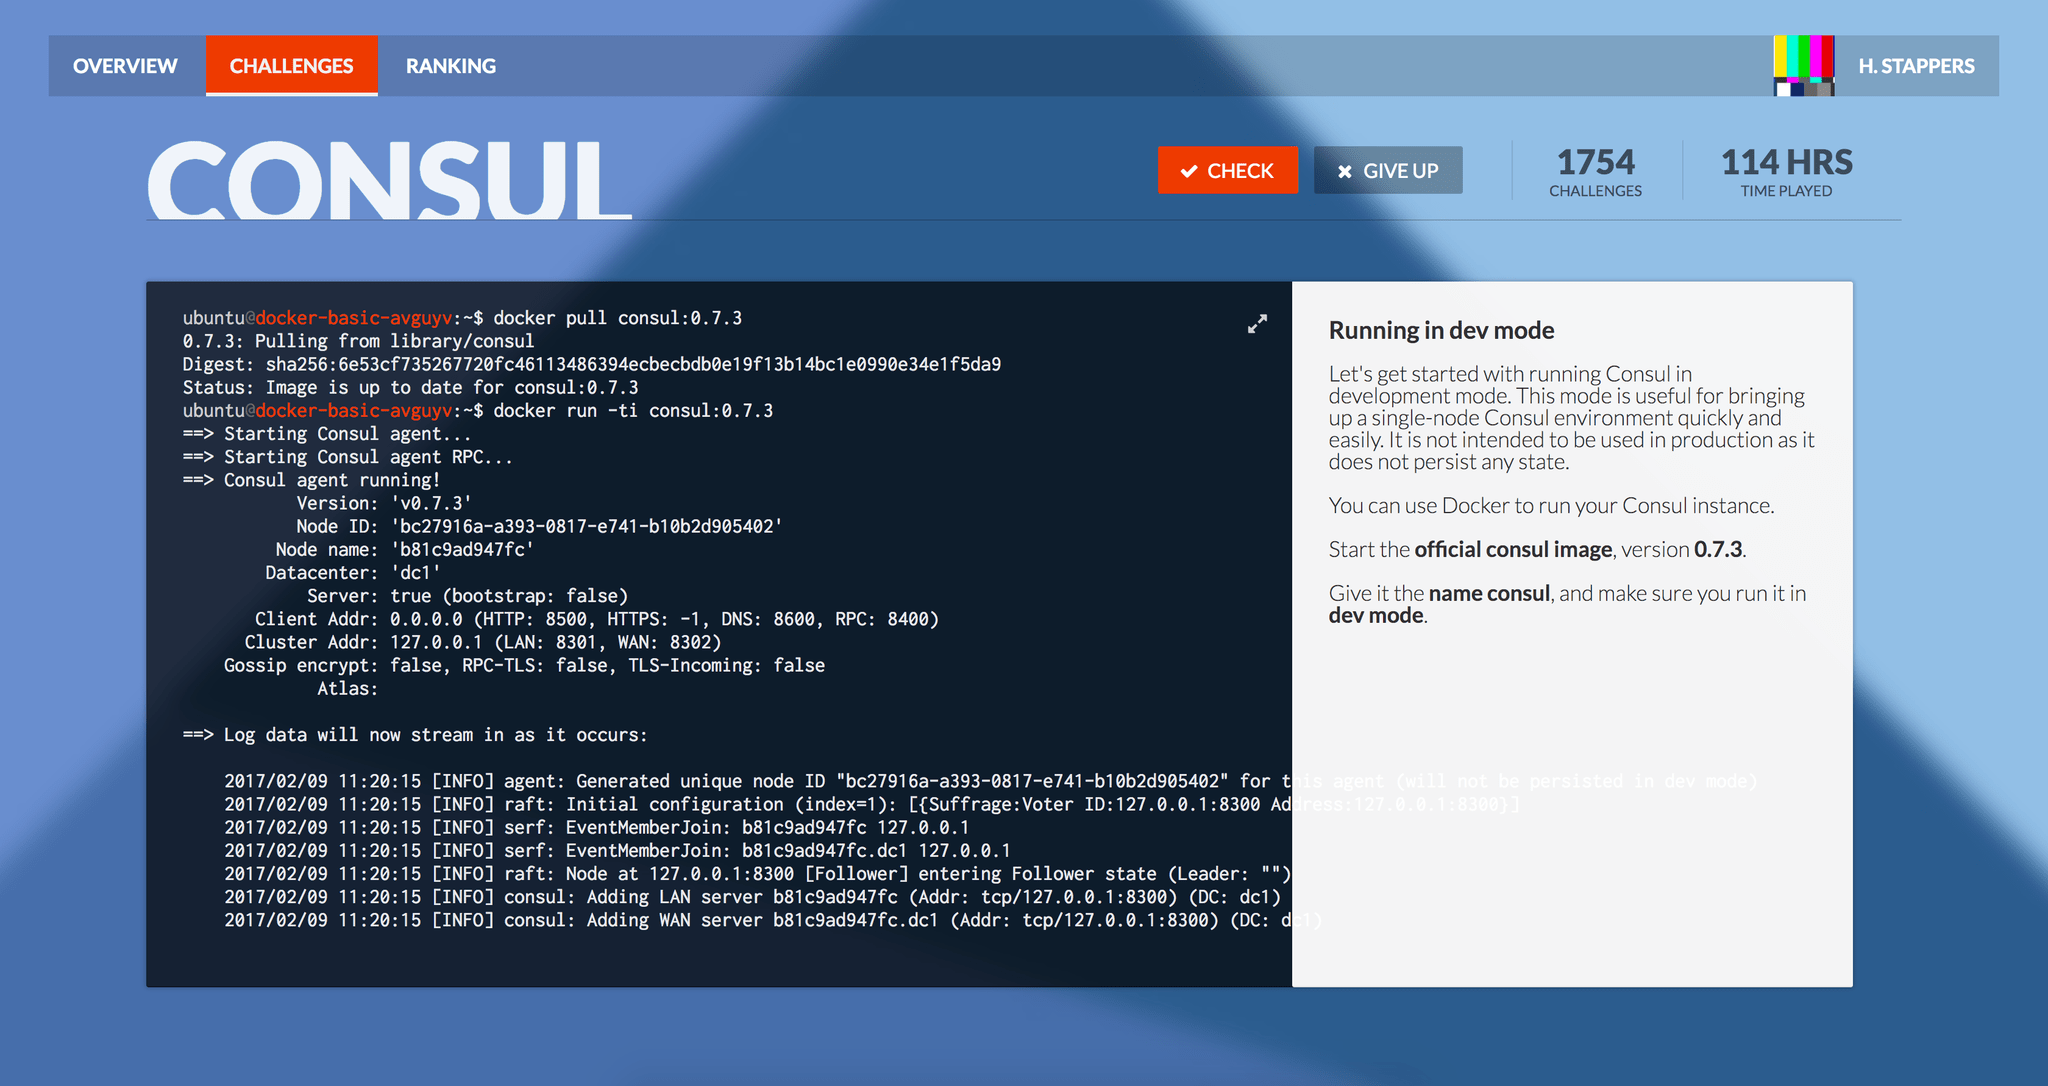 OVERVIEW CHALLENGES RANKING H. STAPPERS
CONSUL
CHECK GIVE UP
1754 CHALLENGES
114 HRS TIME PLAYED
ubuntu@docker-basic-avguyv:~$ docker pull consul:0.7.3
0.7.3: Pulling from library/consul
Digest: sha256:6e53cf735267720fc46113486394ecbecbdb0e19f13b14bc1e0990e34e1f5da9
Status: Image is up to date for consul:0.7.3
ubuntu@docker-basic-avguyv:~$ docker run -ti consul:0.7.3
==> Starting Consul agent...
==> Starting Consul agent RPC...
==> Consul agent running!
Version: 'v0.7.3'
Node ID: 'bc27916a-a393-0817-e741-b10b2d905402'
Node name: 'b81c9ad947fc'
Datacenter: 'dc1'
Server: true (bootstrap: false)
Client Addr: 0.0.0.0 (HTTP: 8500, HTTPS: -1, DNS: 8600, RPC: 8400)
Cluster Addr: 127.0.0.1 (LAN: 8301, WAN: 8302)
Gossip encrypt: false, RPC-TLS: false, TLS-Incoming: false
Atlas:
==> Log data will now stream in as it occurs:
2017/02/09 11:20:15 [INFO] agent: Generated unique node ID "bc27916a-a393-0817-e741-b10b2d905402" for this agent (will not be persisted in dev mode)
2017/02/09 11:20:15 [INFO] raft: Initial configuration (index=1): [{Suffrage:Voter ID:127.0.0.1:8300 Address:127.0.0.1:8300}]
2017/02/09 11:20:15 [INFO] serf: EventMemberJoin: b81c9ad947fc 127.0.0.1
2017/02/09 11:20:15 [INFO] serf: EventMemberJoin: b81c9ad947fc.dc1 127.0.0.1
2017/02/09 11:20:15 [INFO] raft: Node at 127.0.0.1:8300 [Follower] entering Follower state (Leader: "")
2017/02/09 11:20:15 [INFO] consul: Adding LAN server b81c9ad947fc (Addr: tcp/127.0.0.1:8300) (DC: dc1)
2017/02/09 11:20:15 [INFO] consul: Adding WAN server b81c9ad947fc.dc1 (Addr: tcp/127.0.0.1:8300) (DC: dc1)
Running in dev mode
Let's get started with running Consul in
development mode. This mode is useful for bringing
up a single-node Consul environment quickly and
easily. It is not intended to be used in production as it
does not persist any state.
You can use Docker to run your Consul instance.
Start the official consul image, version 0.7.3.
Give it the name consul, and make sure you run it in
dev mode.